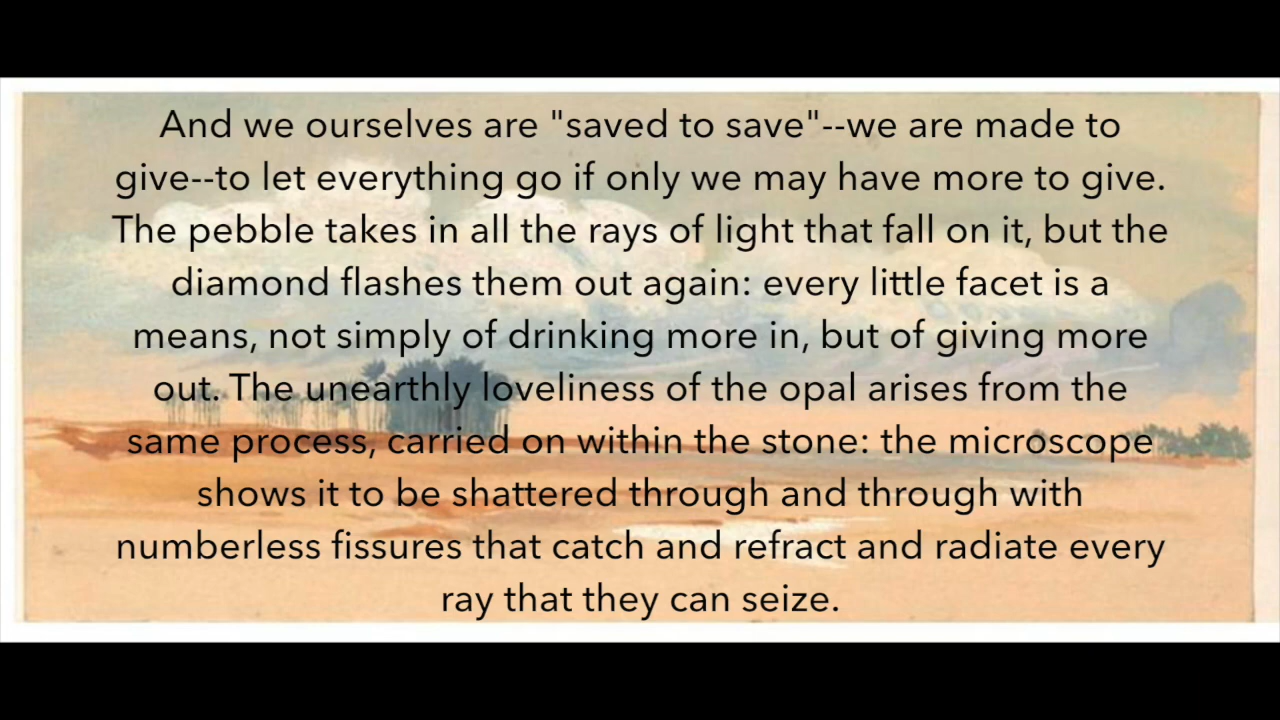 And we ourselves are "saved to save"--we are made to
give--to let everything go if only we may have more to give.
The pebble takes in all the rays of light that fall on it, but the
diamond flashes them out again: every little facet is a
means, not simply of drinking more in, but of giving more
out. The unearthly loveliness of the opal arises from the
same process, carried on within the stone: the microscope
shows it to be shattered through and through with
numberless fissures that catch and refract and radiate every
ray that they can seize.